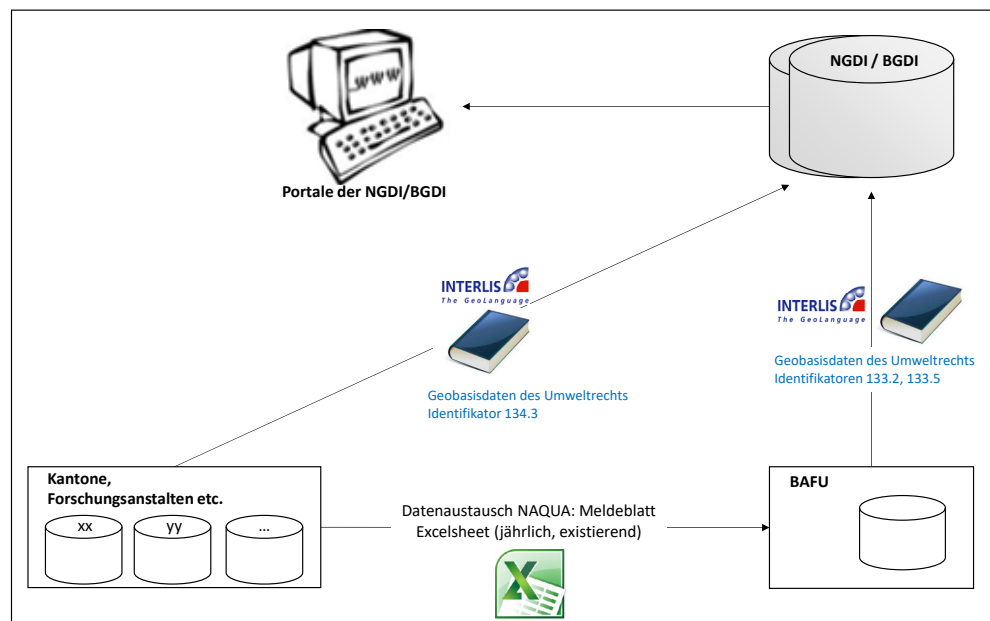 www
NGDI / BGDI
Portale der NGDI/BGDI
INTERLIS
The GeoLanguage
Geobasisdaten des Umweltrechts
Identifikator 134.3
INTERLIS
The GeoLanguage
Geobasisdaten des Umweltrechts
Identifikatoren 133.2, 133.5
Kantone,
Forschungsanstalten etc.
xx
yy
...
Datenaustausch NAQUA: Meldeblatt
Excelsheet (jährlich, existierend)
X
BAFU